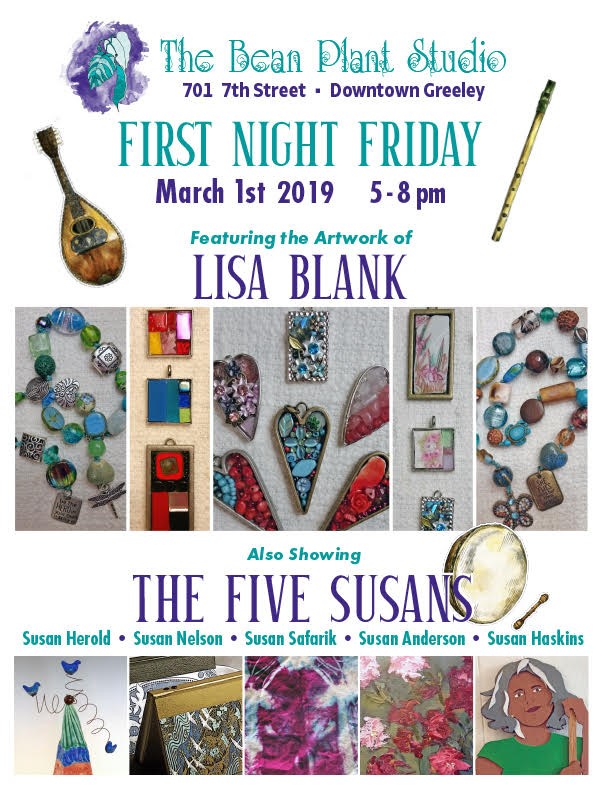 The Bean Plant Studio
701 7th Street ▪ Downtown Greeley
FIRST NIGHT FRIDAY
March 1st 2019 5-8 pm
Featuring the Artwork of
LISA BLANK
Also Showing
THE FIVE SUSANS
Susan Herold • Susan Nelson • Susan Safarik • Susan Anderson • Susan Haskins